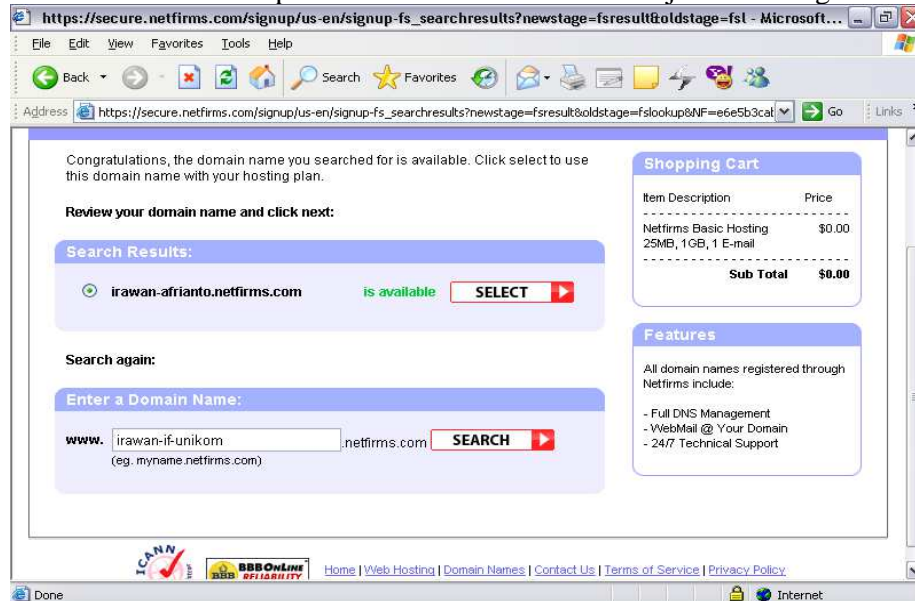 https://secure.netfirms.com/signup/us-en/signup-fs_searchresults?newstage=fsresult&oldstage=fsl - Microsoft...
File Edit View Favorites Tools Help
Back Search Favorites
Address https://secure.netfirms.com/signup/us-en/signup-fs_searchresults?newstage=fsresult&oldstage=fslookup&NF=e6e5b3cat Go Links
Congratulations, the domain name you searched for is available. Click select to use
this domain name with your hosting plan.
Review your domain name and click next:
Search Results:
irawan-afrianto.netfirms.com is available SELECT
Search again:
Enter a Domain Name:
www. irawan-if-unikom .netfirms.com SEARCH
(eg. myname.netfirms.com)
Shopping Cart
Item Description Price
Netfirms Basic Hosting $0.00
25MB, 1GB, 1 E-mail
Sub Total $0.00
Features
All domain names registered through
Netfirms include:
- Full DNS Management
- WebMail @ Your Domain
- 24/7 Technical Support
ICANN
BBB BBBONLINE
RELIABILITY
Home | Web Hosting | Domain Names | Contact Us | Terms of Service | Privacy Policy
Done Internet